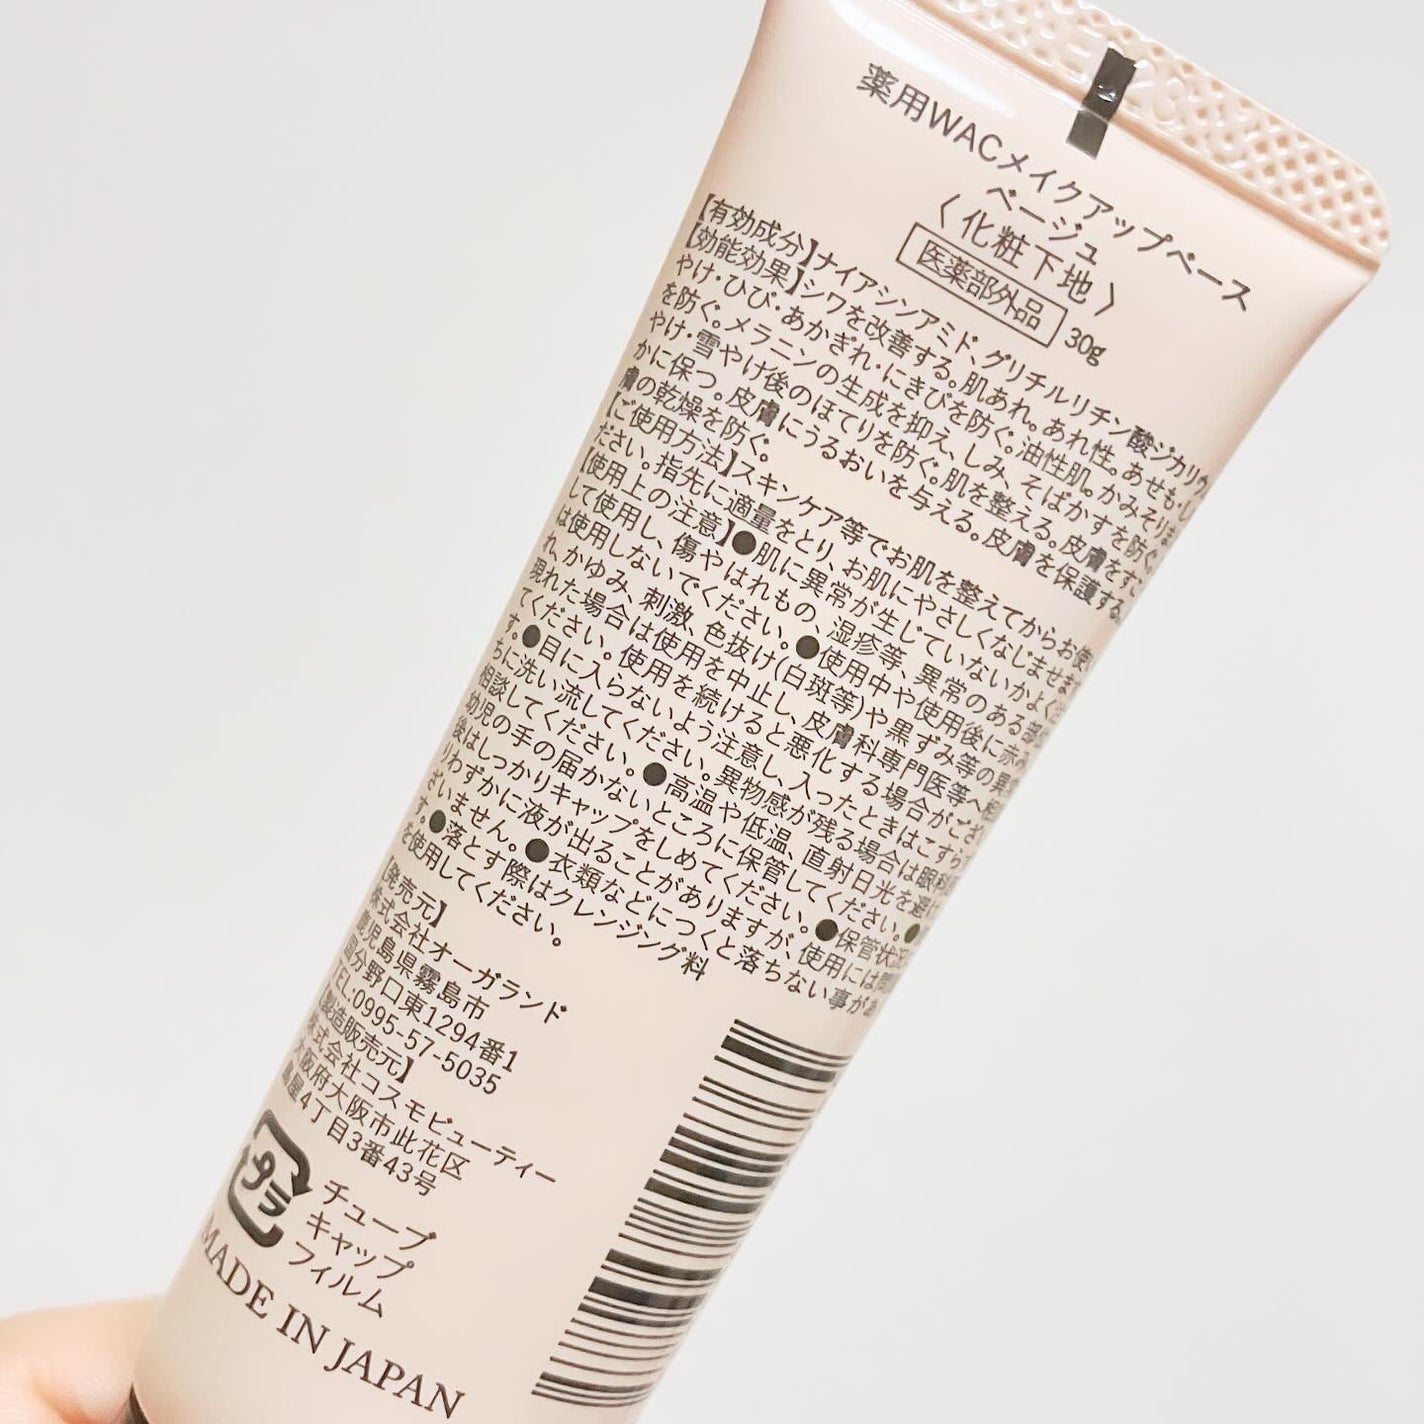 薬用WACメイクアップベース
ベージュ
〈化粧下地〉
医薬部外品 30g
【有効成分】ナイアシンアミド、グリチルリチン酸ジカリウム
【効能効果】シワを改善する。肌あれ。あれ性。あせも・し
やけ・ひび・あかぎれ・にきびを防ぐ。油性肌。かみそりま
を防ぐ。メラニンの生成を抑え、しみ、そばかすを防ぐ。
やけ・雪やけ後のほてりを防ぐ。肌を整える。皮膚をすこ
かに保つ。皮膚にうるおいを与える。皮膚を保護する。
膚の乾燥を防ぐ。
【ご使用方法】スキンケア等でお肌を整えてからお使い
ださい。指先に適量をとり、お肌にやさしくなじませます
【使用上の注意】●肌に異常が生じていないかよく注
して使用し、傷やはれもの、湿疹等、異常のある部位
は使用しないでください。●使用中や使用後に赤み
れ、かゆみ、刺激、色抜け(白斑等)や黒ずみ等の異常
現れた場合は使用を中止し、皮膚科専門医等へ相
てください。使用を続けると悪化する場合がござ
す。●目に入らないよう注意し、入ったときはこすらず
ちに洗い流してください。異物感が残る場合は眼科
相談してください。●高温や低温、直射日光を避け
幼児の手の届かないところに保管してください。●
後はしっかりキャップをしめてください。●保管状況
りわずかに液が出ることがありますが、使用には問
ざいません。●衣類などにつくと落ちない事があ
す。●落とす際はクレンジング料
を使用してください。
【発売元】
株式会社オーガランド
鹿児島県霧島市
国分野口東1294番1
TEL:0995-57-5035
【製造販売元】
株式会社コスモビューティー
大阪府大阪市此花区
島屋4丁目3番43号
プラ
チューブ
キャップ
フィルム
MADE IN JAPAN